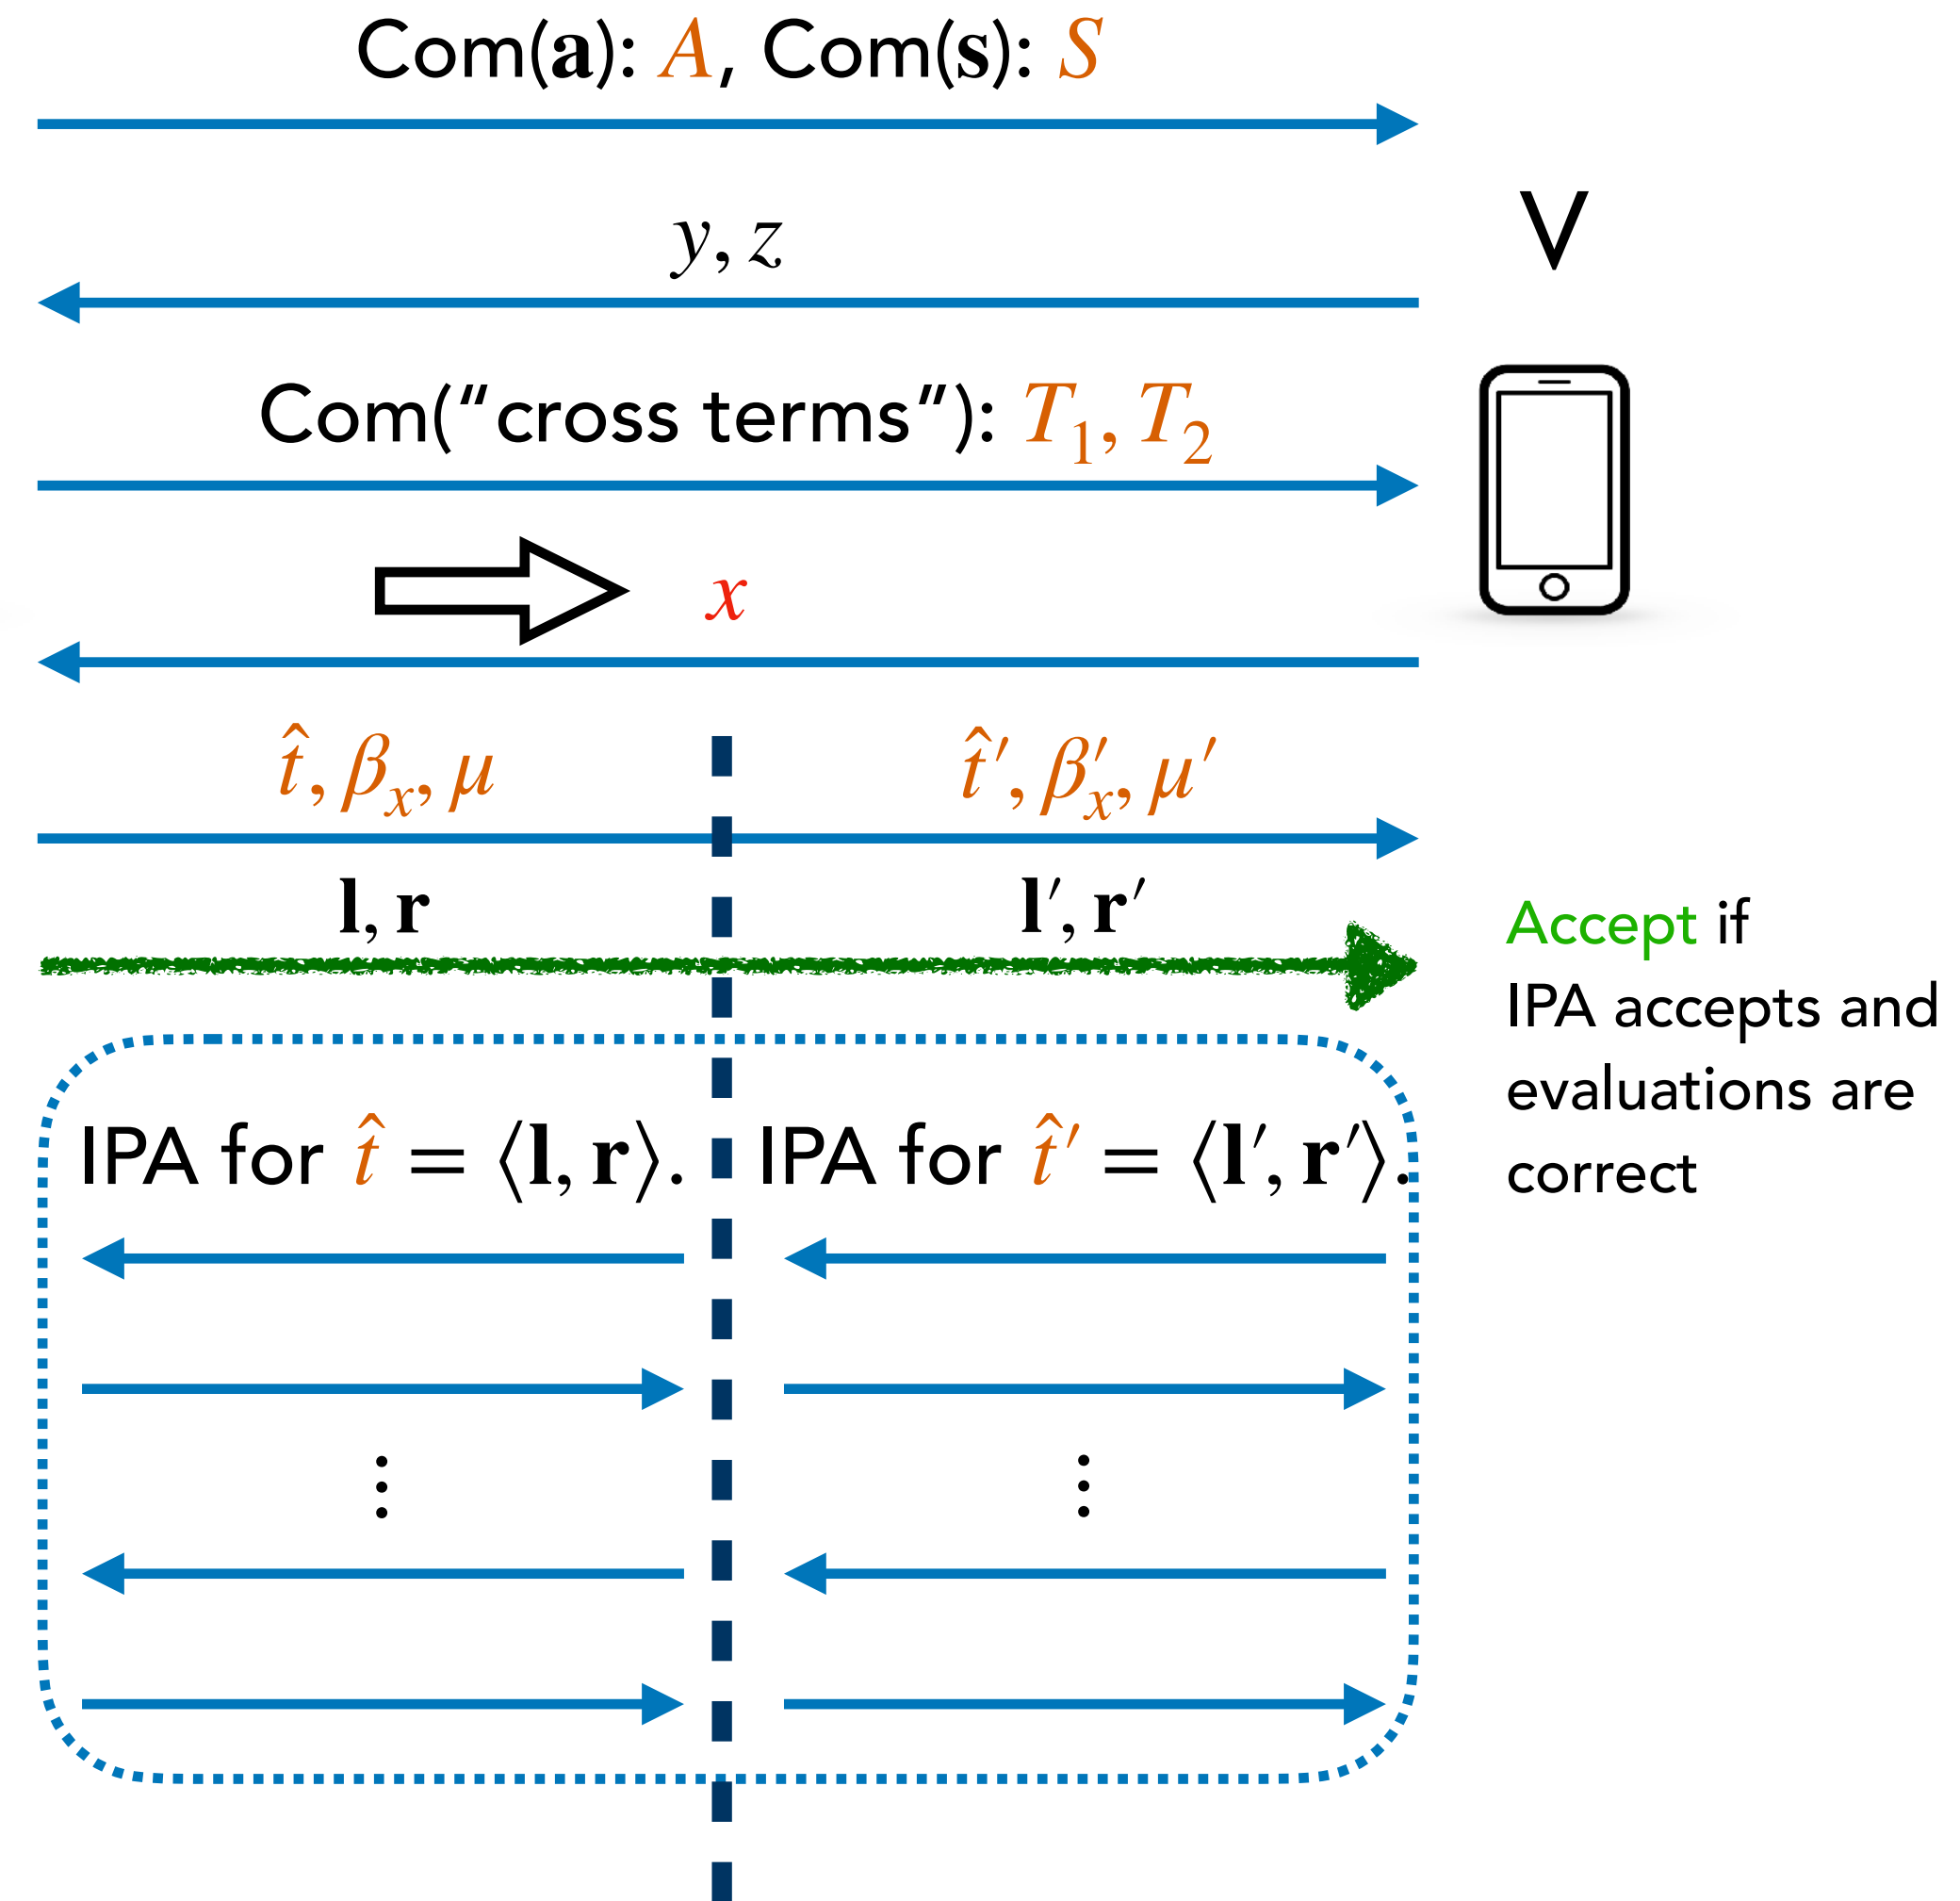 Com(𝐚): A, Com(𝐬): S
V
y, z
Com(“cross terms“): T₁, T₂
x
t̂, βₓ, μ
t̂′, β′ₓ, μ′
𝐥, 𝐫
𝐥′, 𝐫′
Accept if
IPA accepts and
evaluations are
correct
IPA for t̂ = ⟨𝐥, 𝐫⟩.
IPA for t̂′ = ⟨𝐥′, 𝐫′⟩.
⋮
⋮